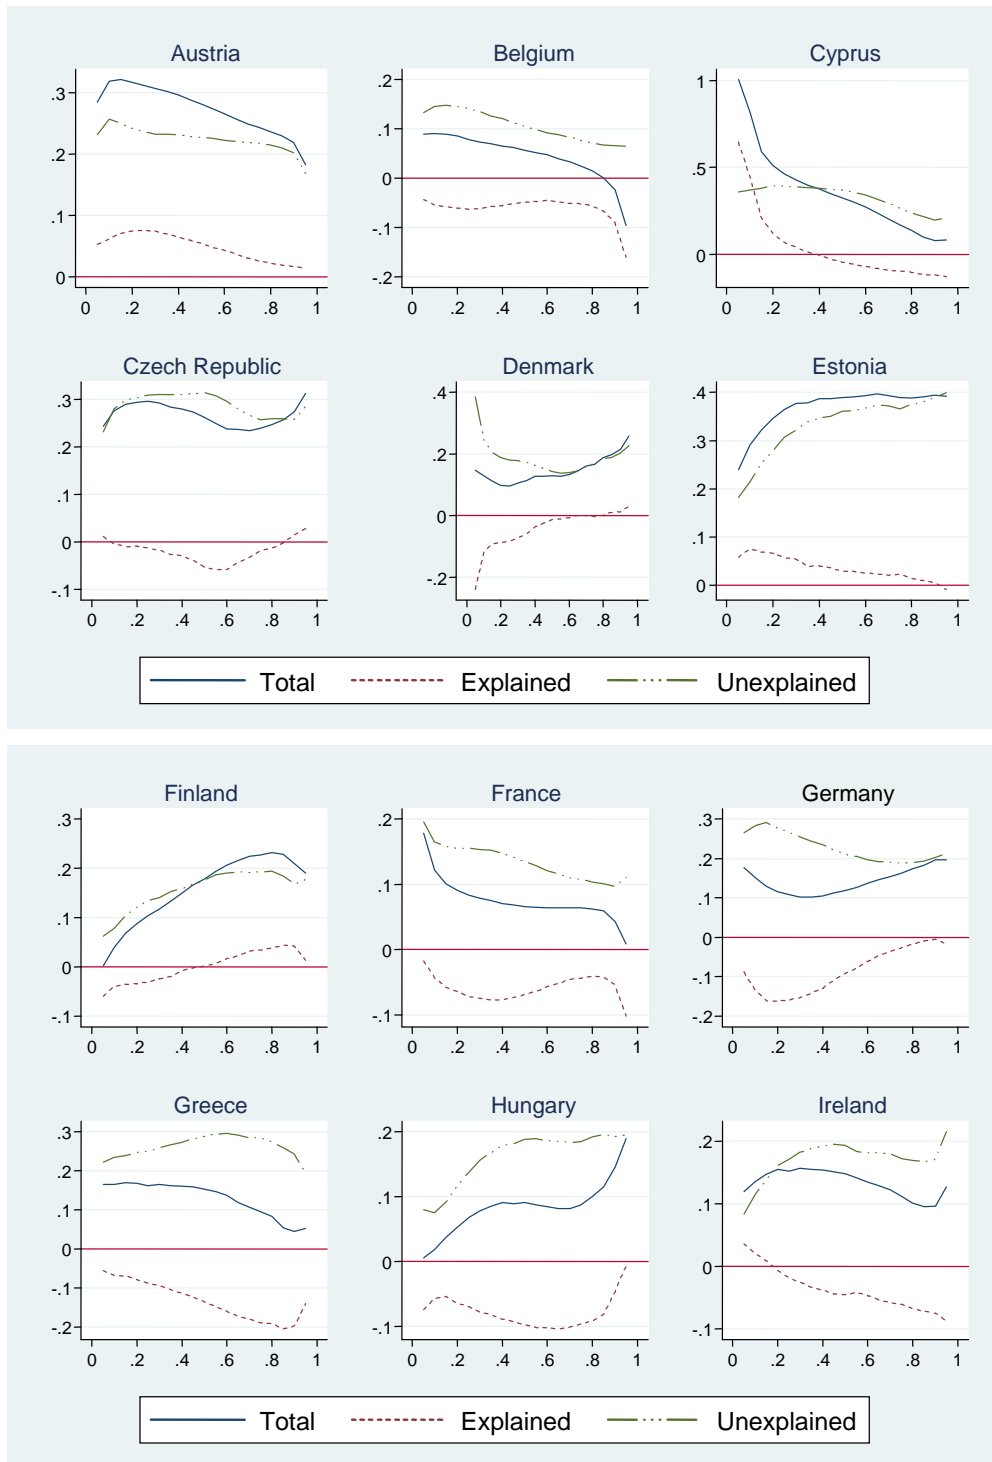 Austria
.3
.2
.1
0
0 .2 .4 .6 .8 1
Belgium
.2
.1
0
-.1
-.2
0 .2 .4 .6 .8 1
Cyprus
1
.5
0
0 .2 .4 .6 .8 1
Czech Republic
.3
.2
.1
0
-.1
0 .2 .4 .6 .8 1
Denmark
.4
.2
0
-.2
0 .2 .4 .6 .8 1
Estonia
.4
.3
.2
.1
0
0 .2 .4 .6 .8 1
Total Explained Unexplained
Finland
.3
.2
.1
0
-.1
0 .2 .4 .6 .8 1
France
.2
.1
0
-.1
0 .2 .4 .6 .8 1
Germany
.3
.2
.1
0
-.1
-.2
0 .2 .4 .6 .8 1
Greece
.3
.2
.1
0
-.1
-.2
0 .2 .4 .6 .8 1
Hungary
.2
.1
0
-.1
0 .2 .4 .6 .8 1
Ireland
.2
.1
0
-.1
0 .2 .4 .6 .8 1
Total Explained Unexplained